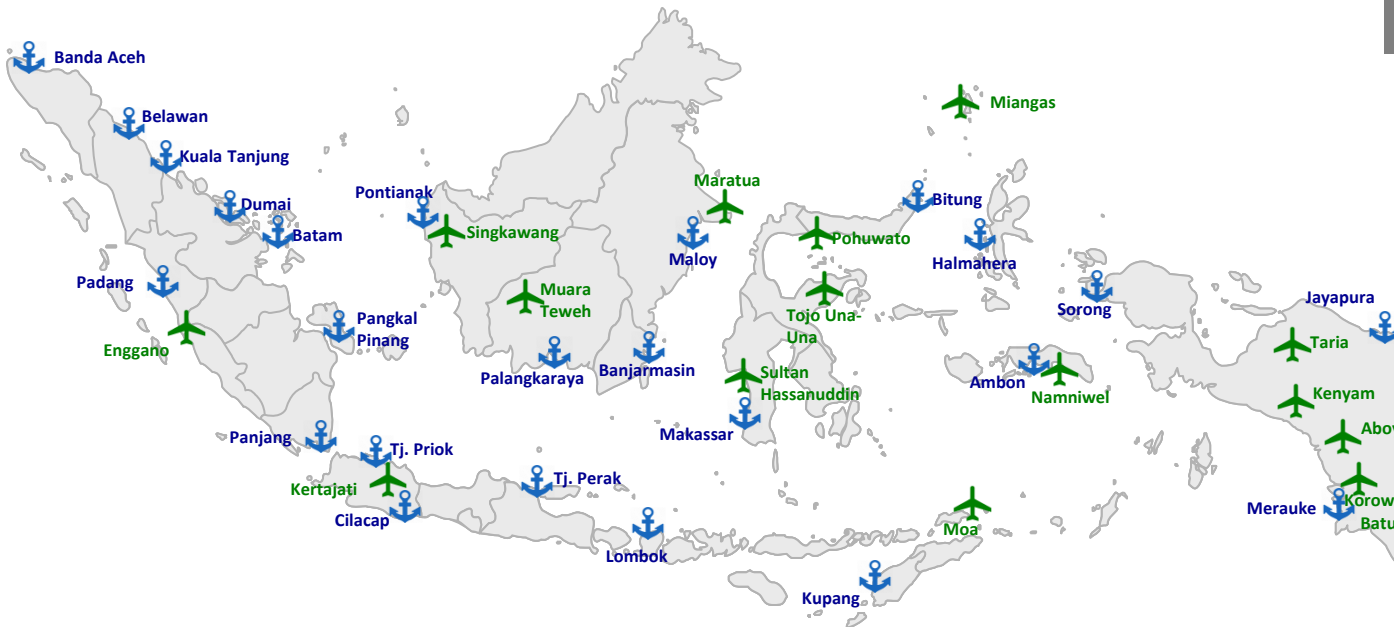 Banda Aceh
Belawan
Kuala Tanjung
Dumai
Batam
Padang
Enggano
Pangkal
Pinang
Panjang
Tj. Priok
Kertajati
Cilacap
Tj. Perak
Lombok
Kupang
Pontianak
Singkawang
Muara
Teweh
Palangkaraya
Banjarmasin
Maratua
Maloy
Pohuwato
Tojo Una-
Una
Sultan
Hassanuddin
Makassar
Miangas
Bitung
Halmahera
Sorong
Ambon
Namniwel
Moa
Jayapura
Taria
Kenyam
Merauke
Batu